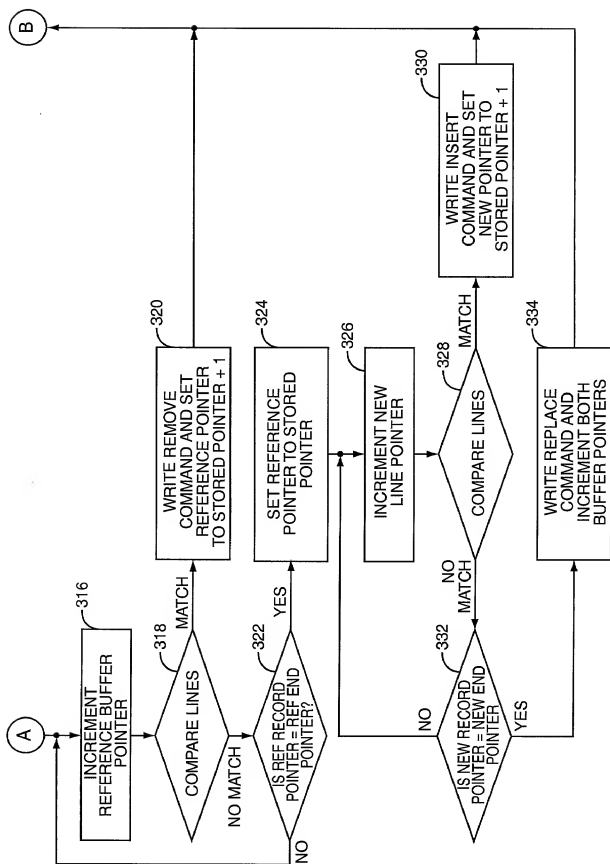 A
INCREMENT
REFERENCE BUFFER
POINTER
316
COMPARE LINES
318
MATCH
NO MATCH
WRITE REMOVE
COMMAND AND SET
REFERENCE POINTER
TO STORED POINTER + 1
320
B
IS REF RECORD
POINTER = REF END
POINTER?
322
NO
YES
SET REFERENCE
POINTER TO STORED
POINTER
324
INCREMENT NEW
LINE POINTER
326
COMPARE LINES
328
MATCH
NO
MATCH
WRITE INSERT
COMMAND AND SET
NEW POINTER TO
STORED POINTER + 1
330
IS NEW RECORD
POINTER = NEW END
POINTER
332
NO
YES
WRITE REPLACE
COMMAND AND
INCREMENT BOTH
BUFFER POINTERS
334